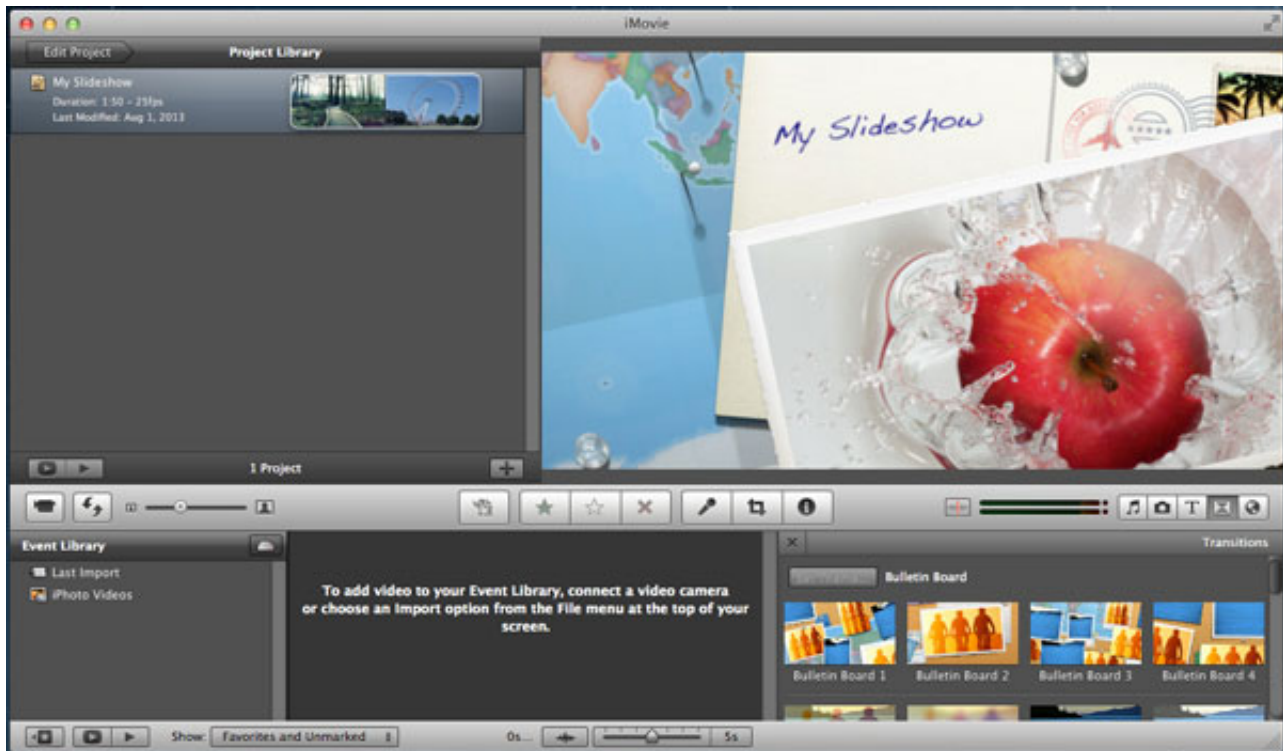 iMovie
Edit Project
Project Library
My Slideshow
Duration: 1:50 – 25fps
Last Modified: Aug 1, 2013
My Slideshow
1 Project
Event Library
Transitions
Last Import
iPhoto Videos
To add video to your Event Library, connect a video camera
or choose an Import option from the File menu at the top of your
screen.
Bulletin Board
Bulletin Board 1
Bulletin Board 2
Bulletin Board 3
Bulletin Board 4
Show:
Favorites and Unmarked
0s...
5s